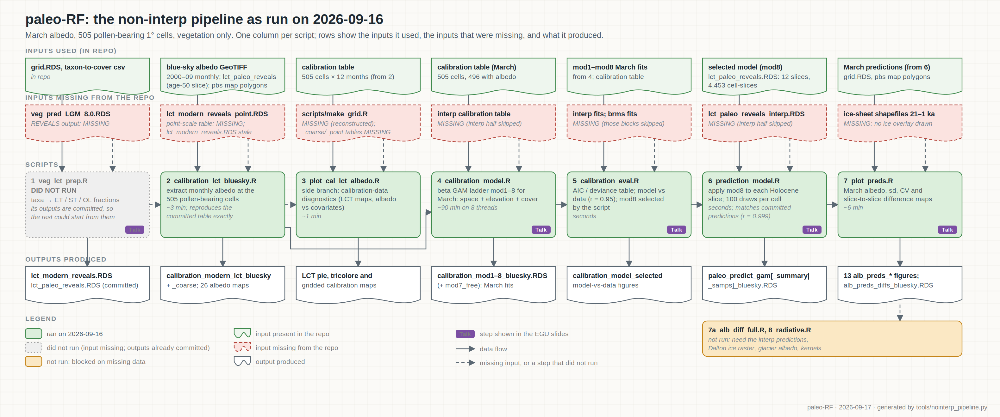 paleo-RF: the non-interp pipeline as run on 2026-09-16
March albedo, 505 pollen-bearing 1° cells, vegetation only. One column per script; rows show the inputs it used, the inputs that were missing, and what it produced.
INPUTS USED (IN REPO)
grid.RDS, taxon-to-cover csv
in repo
blue-sky albedo GeoTIFF
2000–09 monthly; lct_paleo_reveals
(age-50 slice); pbs map polygons
calibration table
505 cells × 12 months (from 2)
calibration table (March)
505 cells, 496 with albedo
mod1–mod8 March fits
from 4; calibration table
selected model (mod8)
lct_paleo_reveals.RDS: 12 slices,
4,453 cell-slices
March predictions (from 6)
grid.RDS, pbs map polygons
INPUTS MISSING FROM THE REPO
veg_pred_LGM_8.0.RDS
REVEALS output: MISSING
lct_modern_reveals_point.RDS
point-scale table: MISSING;
lct_modern_reveals.RDS stale
scripts/make_grid.R
MISSING (reconstructed);
_coarse/_point tables MISSING
interp calibration table
MISSING (interp half skipped)
interp fits; brms fits
MISSING (those blocks skipped)
lct_paleo_reveals_interp.RDS
MISSING (interp half skipped)
ice-sheet shapefiles 21–1 ka
MISSING: no ice overlay drawn
SCRIPTS
1_veg_lct_prep.R
DID NOT RUN
taxa → ET / ST / OL fractions
its outputs are committed, so
the rest could start from them
Talk
2_calibration_lct_bluesky.R
extract monthly albedo at the
505 pollen-bearing cells
~3 min; reproduces the
committed table exactly
3_plot_cal_lct_albedo.R
side branch: calibration-data
diagnostics (LCT maps, albedo
vs covariates)
~1 min
4_calibration_model.R
beta GAM ladder mod1–8 for
March: space + elevation + cover
~90 min on 8 threads
Talk
5_calibration_eval.R
AIC / deviance table; model vs
data (r = 0.95); mod8 selected
by the script
seconds
Talk
6_prediction_model.R
apply mod8 to each Holocene
slice; 100 draws per cell
seconds; matches committed
predictions (r = 0.999)
Talk
7_plot_preds.R
March albedo, sd, CV and
slice-to-slice difference maps
~6 min
Talk
OUTPUTS PRODUCED
lct_modern_reveals.RDS
lct_paleo_reveals.RDS (committed)
calibration_modern_lct_bluesky
+ _coarse; 26 albedo maps
LCT pie, tricolore and
gridded calibration maps
calibration_mod1–8_bluesky.RDS
(+ mod7_free); March fits
calibration_model_selected
model-vs-data figures
paleo_predict_gam[_summary|
_samps]_bluesky.RDS
13 alb_preds_* figures;
alb_preds_diffs_bluesky.RDS
LEGEND
ran on 2026-09-16
did not run (input missing; outputs already committed)
not run: blocked on missing data
input present in the repo
input missing from the repo
output produced
Talk
step shown in the EGU slides
data flow
missing input, or a step that did not run
7a_alb_diff_full.R, 8_radiative.R
not run: need the interp predictions,
Dalton ice raster, glacier albedo, kernels
paleo-RF · 2026-09-17 · generated by tools/nointerp_pipeline.py